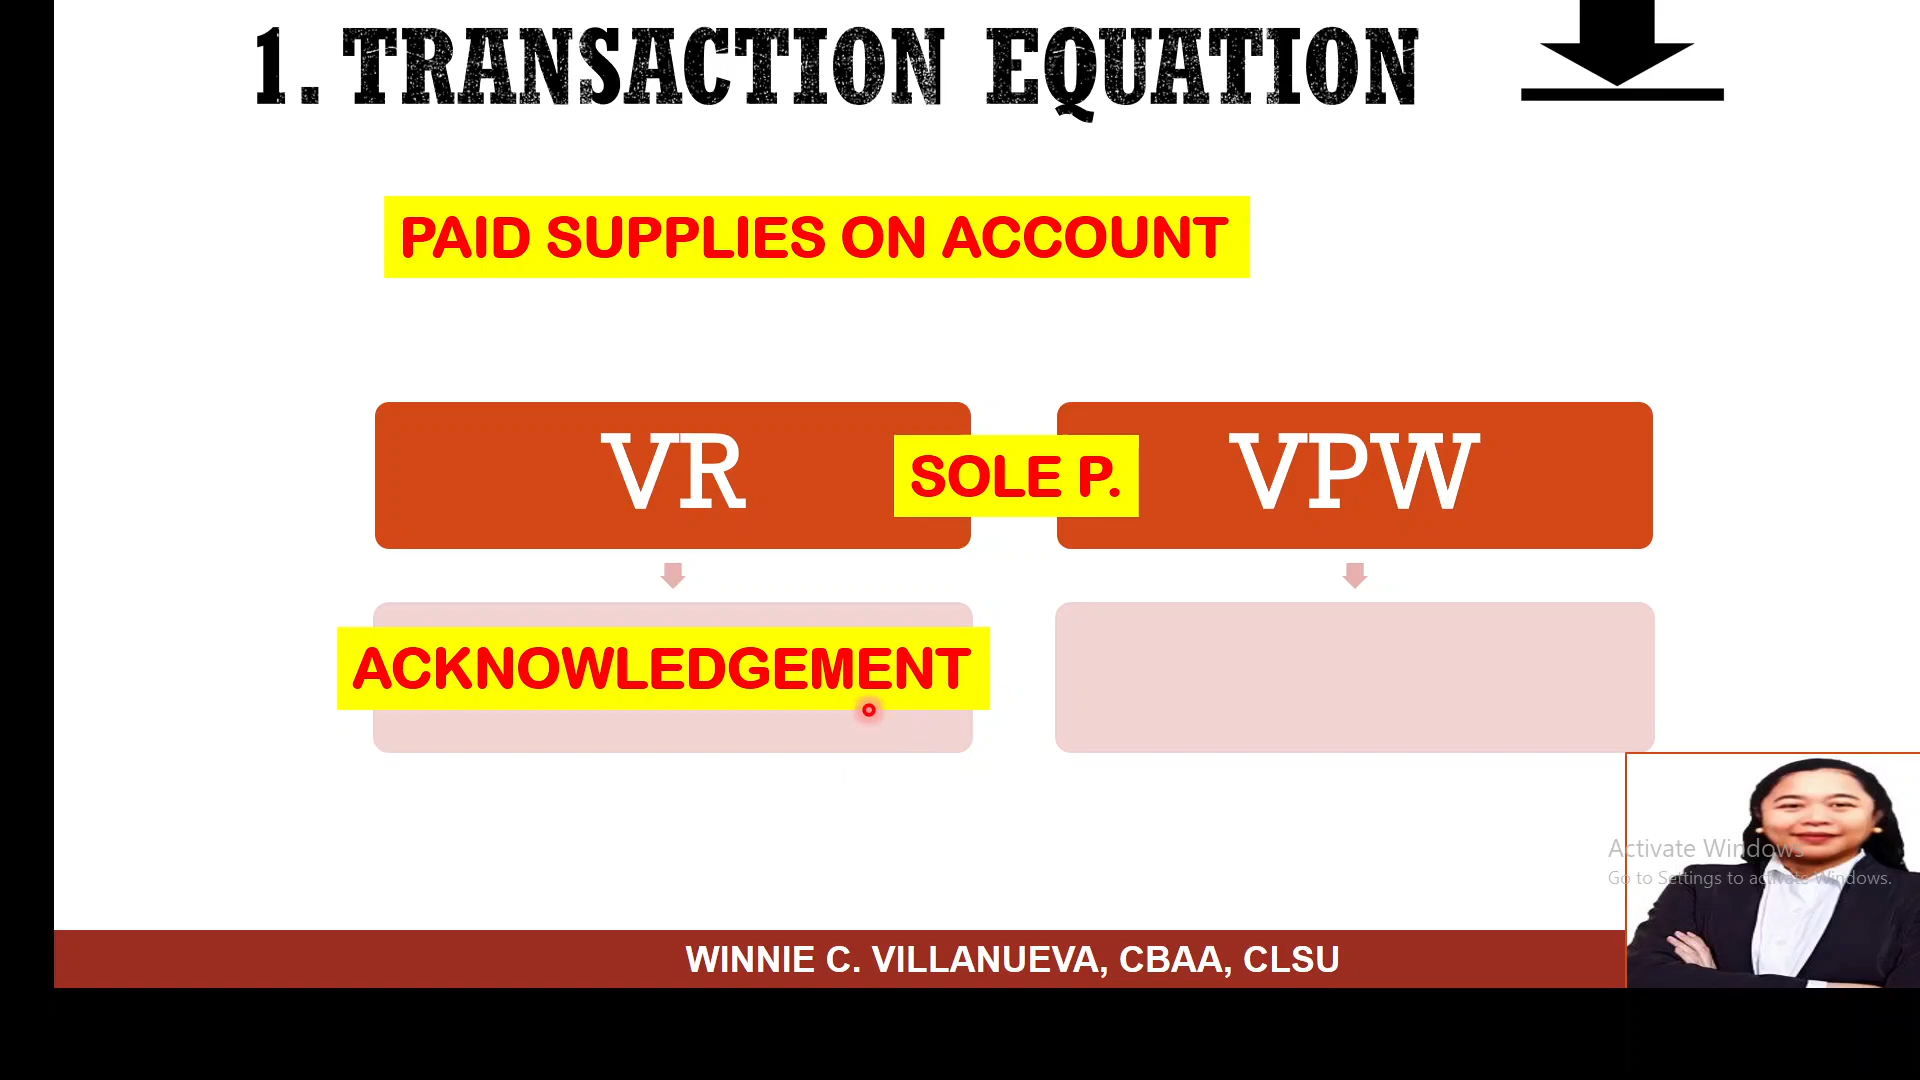 1. TRANSACTION EQUATION
PAID SUPPLIES ON ACCOUNT
VR
SOLE P.
VPW
ACKNOWLEDGEMENT
Activate Windows
Go to Settings to activate Windows.
WINNIE C. VILLANUEVA, CBAA, CLSU